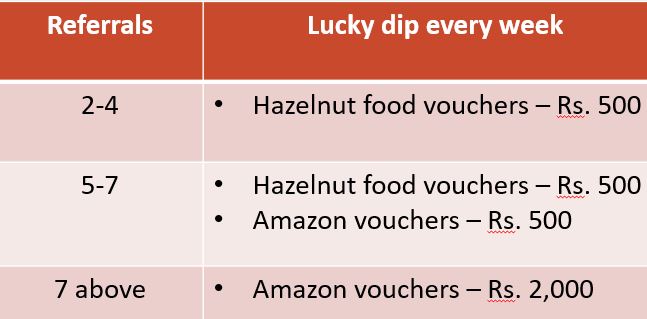 Referrals
Lucky dip every week
2-4
• Hazelnut food vouchers – Rs. 500
5-7
• Hazelnut food vouchers – Rs. 500
• Amazon vouchers – Rs. 500
7 above
• Amazon vouchers – Rs. 2,000